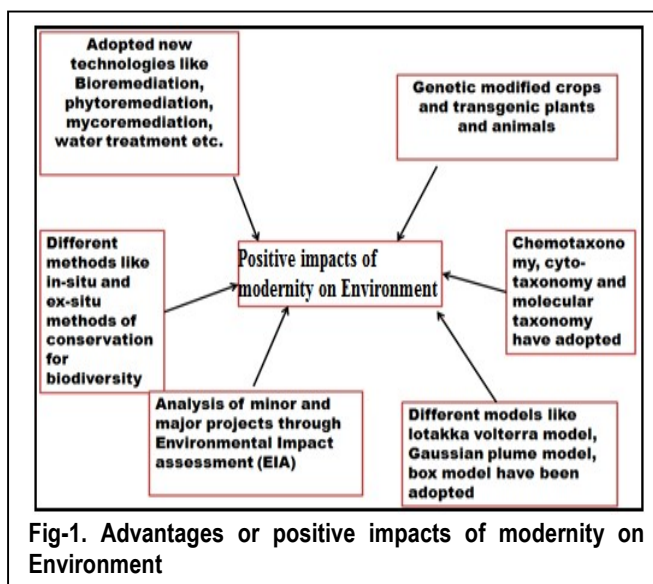 Adopted new
technologies like
Bioremediation,
phytoremediation,
mycoremediation,
water treatment etc.
Genetic modified crops
and transgenic plants
and animals
Different
methods like
in-situ and
ex-situ
methods of
conservation
for
biodiversity
Positive impacts of
modernity on Environment
Chemotaxono
my, cyto-
taxonomy and
molecular
taxonomy
have adopted
Analysis of minor and
major projects through
Environmental Impact
assessment (EIA)
Different models like
lotakka volterra model,
Gaussian plume model,
box model have been
adopted
Fig-1. Advantages or positive impacts of modernity on
Environment